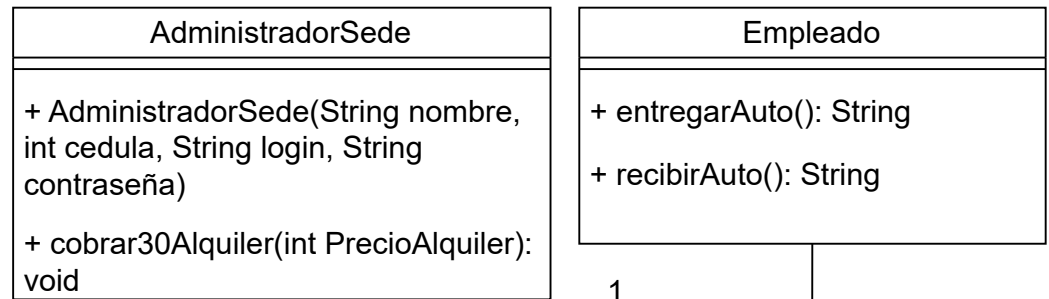 AdministradorSede
+ AdministradorSede(String nombre,
int cedula, String login, String
contraseña)
+ cobrar30Alquiler(int PrecioAlquiler):
void
Empleado
+ entregarAuto(): String
+ recibirAuto(): String
1